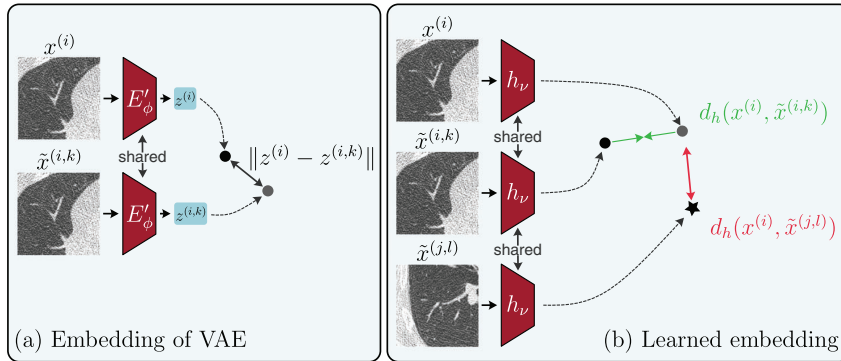 x^{(i)}
E'_ϕ
z^{(i)}
shared
‖z^{(i)} − z^{(i,k)}‖
x̃^{(i,k)}
E'_ϕ
z^{(i,k)}
(a) Embedding of VAE
x^{(i)}
h_ν
d_h(x^{(i)}, x̃^{(i,k)})
shared
x̃^{(i,k)}
h_ν
d_h(x^{(i)}, x̃^{(j,l)})
shared
x̃^{(j,l)}
h_ν
(b) Learned embedding